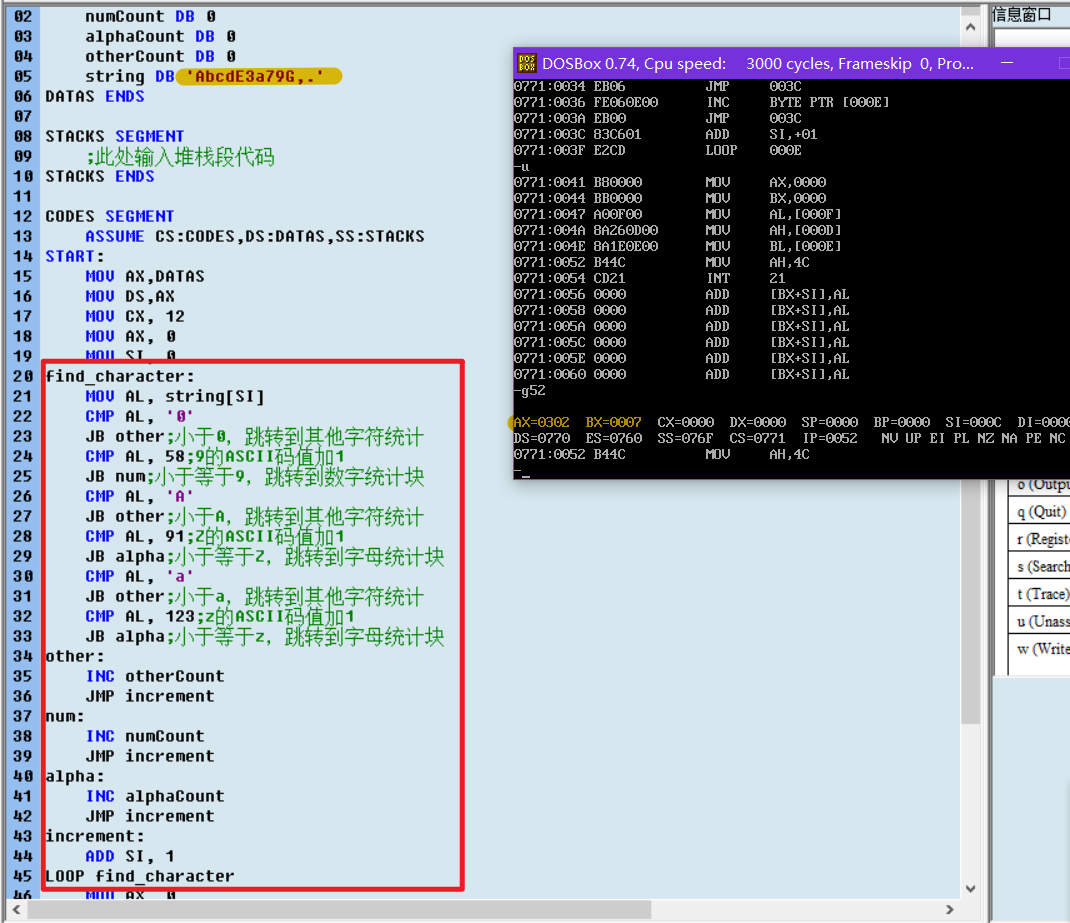 02 numCount DB 0
03 alphaCount DB 0
04 otherCount DB 0
05 string DB 'AbcdE3a79G,.'
06 DATAS ENDS
07
08 STACKS SEGMENT
09 ;此处输入堆栈段代码
10 STACKS ENDS
11
12 CODES SEGMENT
13 ASSUME CS:CODES,DS:DATAS,SS:STACKS
14 START:
15 MOV AX,DATAS
16 MOV DS,AX
17 MOV CX, 12
18 MOV AX, 0
19 MOV SI, 0
20 find_character:
21 MOV AL, string[SI]
22 CMP AL, '0'
23 JB other;小于0, 跳转到其他字符统计
24 CMP AL, 58;9的ASCII码值加1
25 JB num;小于等于9, 跳转到数字统计块
26 CMP AL, 'A'
27 JB other;小于A, 跳转到其他字符统计
28 CMP AL, 91;Z的ASCII码值加1
29 JB alpha;小于等于Z, 跳转到字母统计块
30 CMP AL, 'a'
31 JB other;小于a, 跳转到其他字符统计
32 CMP AL, 123;z的ASCII码值加1
33 JB alpha;小于等于z, 跳转到字母统计块
34 other:
35 INC otherCount
36 JMP increment
37 num:
38 INC numCount
39 JMP increment
40 alpha:
41 INC alphaCount
42 JMP increment
43 increment:
44 ADD SI, 1
45 LOOP find_character
46 MOV AX, 0
信息窗口
DOSBox 0.74, Cpu speed: 3000 cycles, Frameskip 0, Pro...
0771:0034 EB06 JMP 003C
0771:0036 FE060E00 INC BYTE PTR [000E]
0771:003A EB00 JMP 003C
0771:003C 83C601 ADD SI,+01
0771:003F E2CD LOOP 000E
-u
0771:0041 B80000 MOV AX,0000
0771:0044 BB0000 MOV BX,0000
0771:0047 A00F00 MOV AL,[000F]
0771:004A 8A260D00 MOV AH,[000D]
0771:004E 8A1E0E00 MOV BL,[000E]
0771:0052 B44C MOV AH,4C
0771:0054 CD21 INT 21
0771:0056 0000 ADD [BX+SI],AL
0771:0058 0000 ADD [BX+SI],AL
0771:005A 0000 ADD [BX+SI],AL
0771:005C 0000 ADD [BX+SI],AL
0771:005E 0000 ADD [BX+SI],AL
0771:0060 0000 ADD [BX+SI],AL
-g52
AX=0302 BX=0007 CX=0000 DX=0000 SP=0000 BP=0000 SI=000C DI=0000
DS=0770 ES=0760 SS=076F CS=0771 IP=0052 NV UP EI PL NZ NA PE NC
0771:0052 B44C MOV AH,4C
-_
o (Outpu
q (Quit)
r (Registe
s (Search
t (Trace)
u (Unass
w (Write